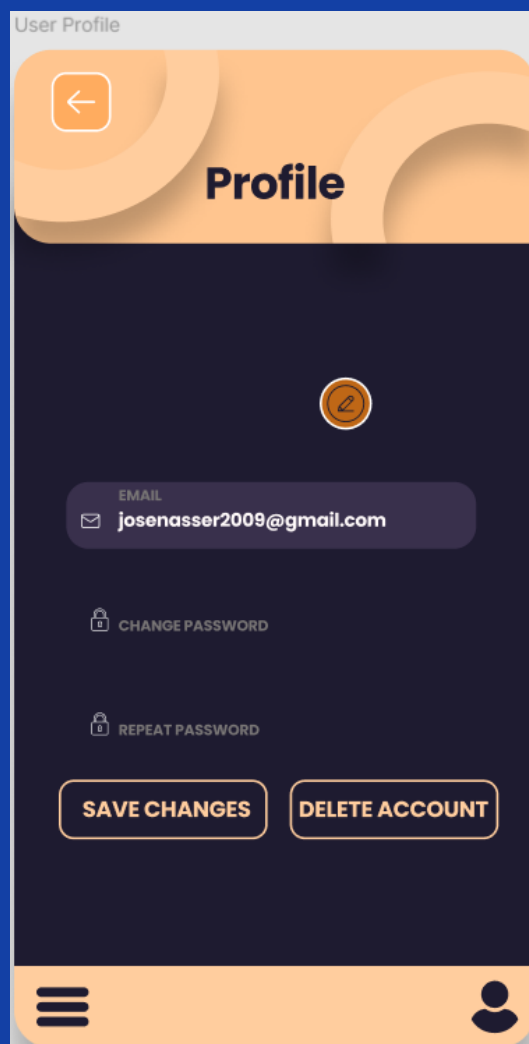 User Profile
Profile
EMAIL
josenasser2009@gmail.com
CHANGE PASSWORD
REPEAT PASSWORD
SAVE CHANGES
DELETE ACCOUNT